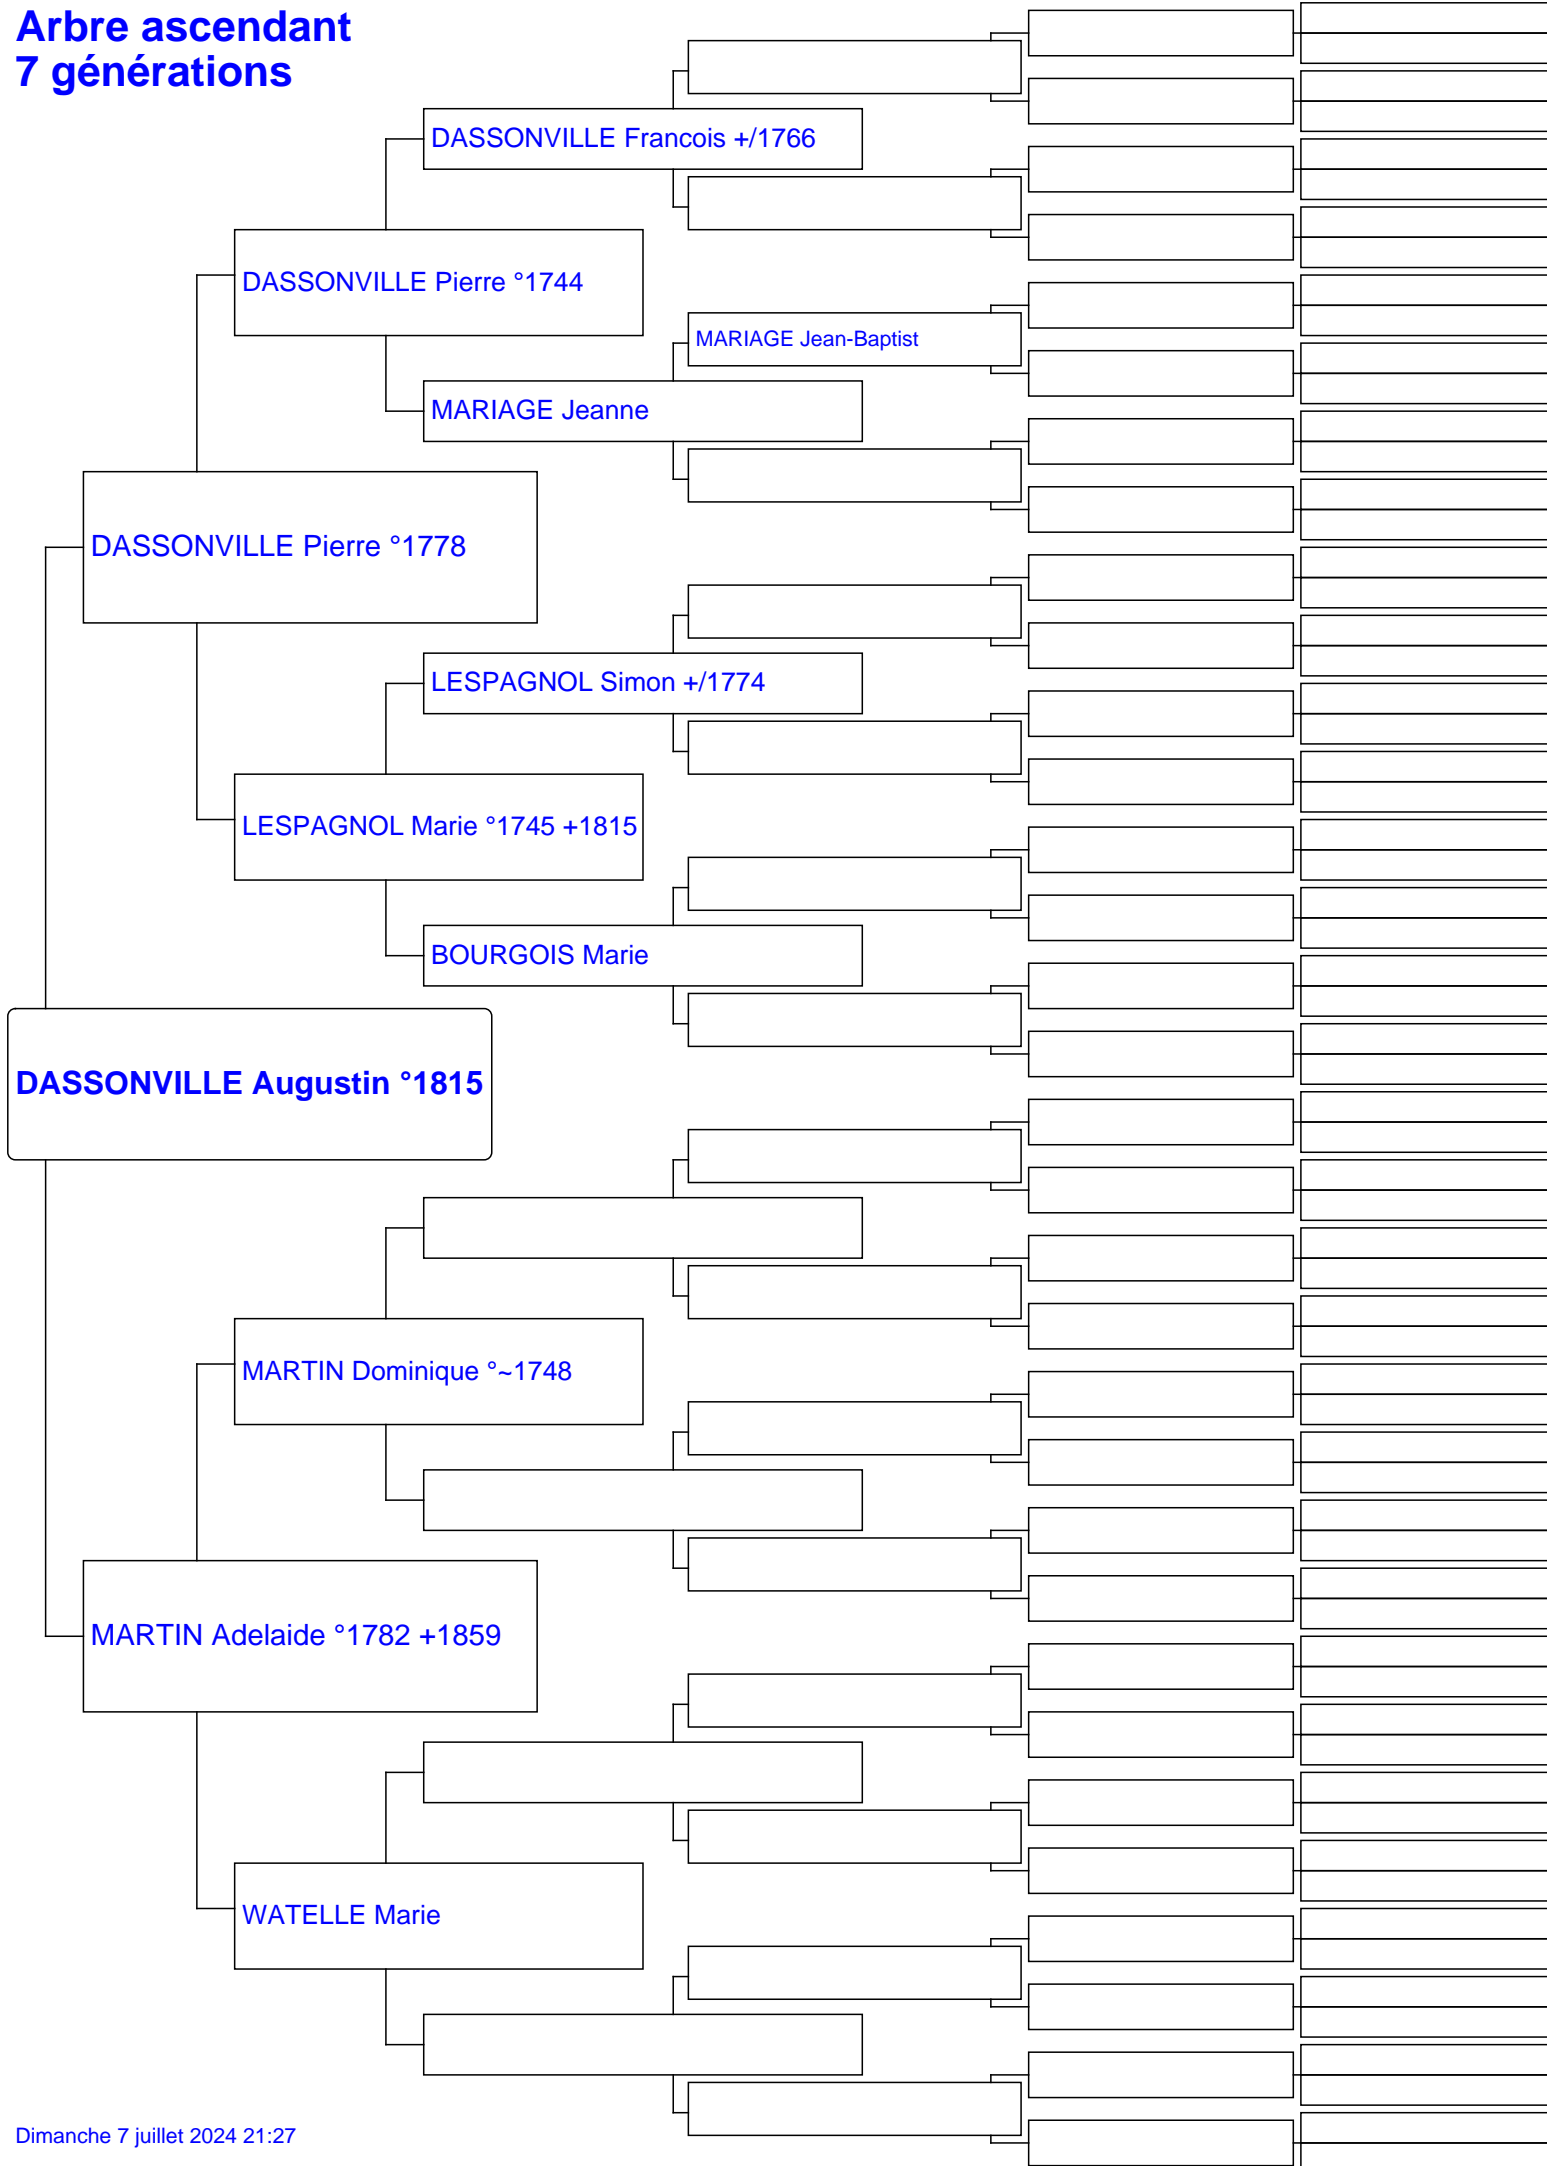 Arbre ascendant
7 générations
DASSONVILLE Francois +/1766
DASSONVILLE Pierre °1744
MARIAGE Jean-Baptist
MARIAGE Jeanne
DASSONVILLE Pierre °1778
LESPAGNOL Simon +/1774
LESPAGNOL Marie °1745 +1815
BOURGOIS Marie
DASSONVILLE Augustin °1815
MARTIN Dominique °~1748
MARTIN Adelaide °1782 +1859
WATELLE Marie
Dimanche 7 juillet 2024 21:27